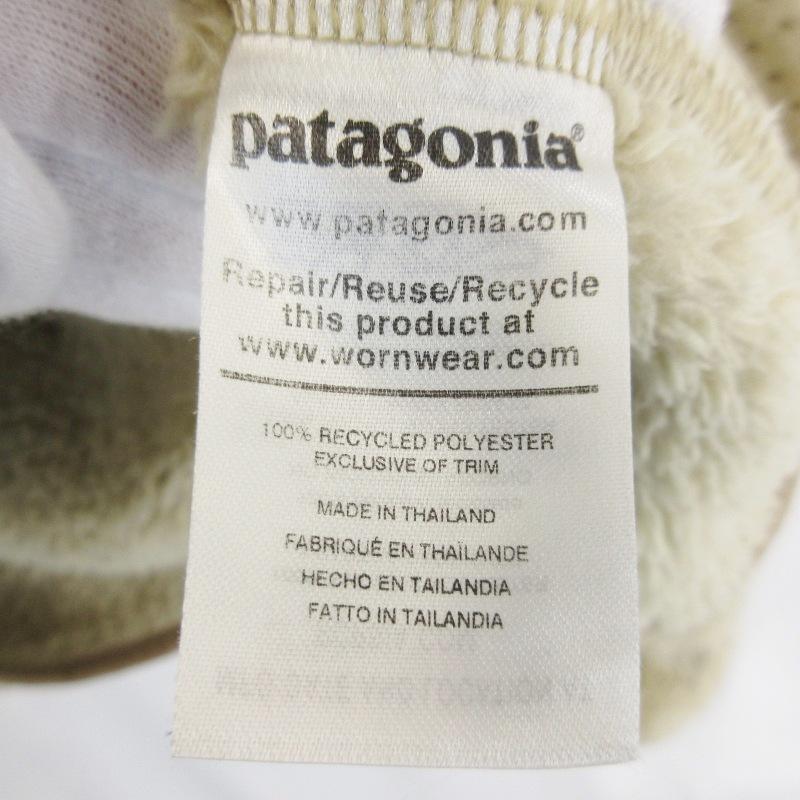 patagonia®
www.patagonia.com
Repair/Reuse/Recycle
this product at
www.wornwear.com
100% RECYCLED POLYESTER
EXCLUSIVE OF TRIM
MADE IN THAILAND
FABRIQUÉ EN THAÏLANDE
HECHO EN TAILANDIA
FATTO IN TAILANDIA